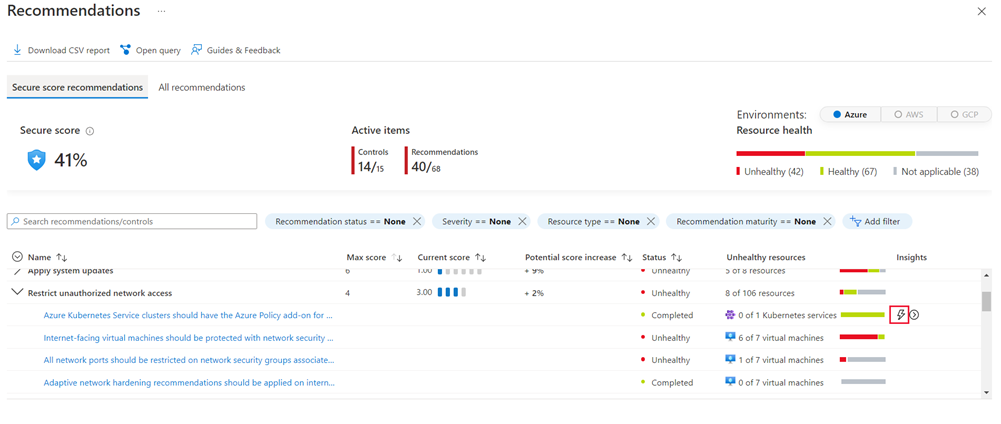 Recommendations ...
Download CSV report Open query Guides & Feedback
Secure score recommendations All recommendations
Environments: Azure AWS GCP
Secure score Active items Resource health
41% Controls 14/15 Recommendations 40/68
Unhealthy (42) Healthy (67) Not applicable (38)
Search recommendations/controls Recommendation status == None Severity == None Resource type == None Recommendation maturity == None Add filter
Name Max score Current score Potential score increase Status Unhealthy resources Insights
Apply system updates 6 1.00 + 9% Unhealthy 5 of 8 resources
Restrict unauthorized network access 4 3.00 + 2% Unhealthy 8 of 106 resources
Azure Kubernetes Service clusters should have the Azure Policy add-on for ... Completed 0 of 1 Kubernetes services
Internet-facing virtual machines should be protected with network security ... Unhealthy 6 of 7 virtual machines
All network ports should be restricted on network security groups associate... Unhealthy 1 of 7 virtual machines
Adaptive network hardening recommendations should be applied on intern... Completed 0 of 7 virtual machines